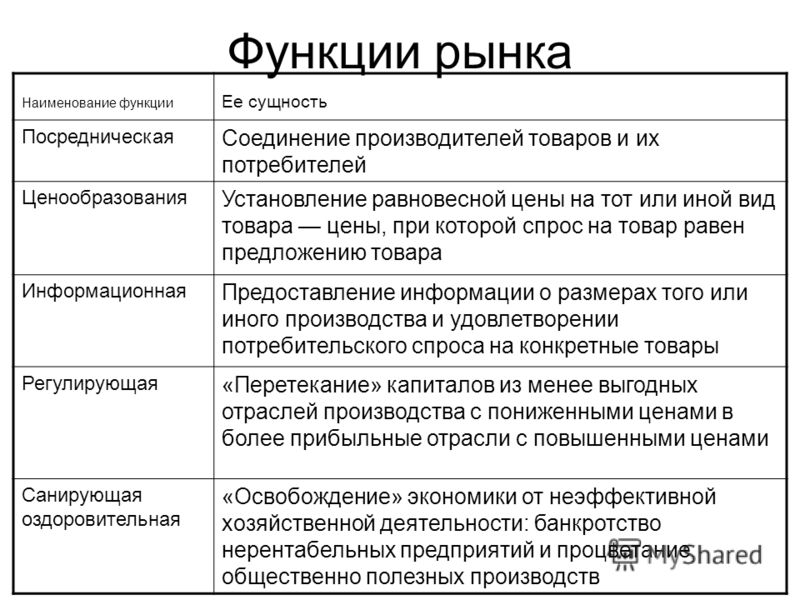 Функции рынка
Наименование функции
Ее сущность
Посредническая
Соединение производителей товаров и их
потребителей
Ценообразования
Установление равновесной цены на тот или иной вид
товара — цены, при которой спрос на товар равен
предложению товара
Информационная
Предоставление информации о размерах того или
иного производства и удовлетворении
потребительского спроса на конкретные товары
Регулирующая
«Перетекание» капиталов из менее выгодных
отраслей производства с пониженными ценами в
более прибыльные отрасли с повышенными ценами
Санирующая
оздоровительная
«Освобождение» экономики от неэффективной
хозяйственной деятельности: банкротство
нерентабельных предприятий и процветание
общественно полезных производств
MyShared